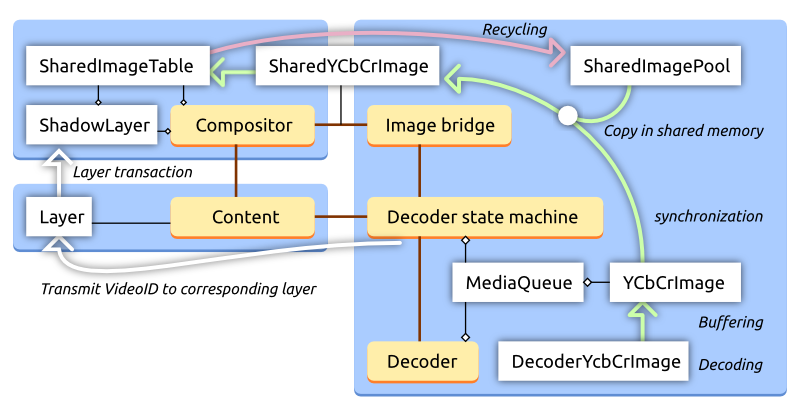 Recycling
SharedImageTable
SharedYCbCrImage
SharedImagePool
ShadowLayer
Compositor
Image bridge
Copy in shared memory
Layer transaction
Layer
Content
Decoder state machine
synchronization
Transmit VideoID to corresponding layer
MediaQueue
YCbCrImage
Buffering
Decoder
DecoderYcbCrImage
Decoding